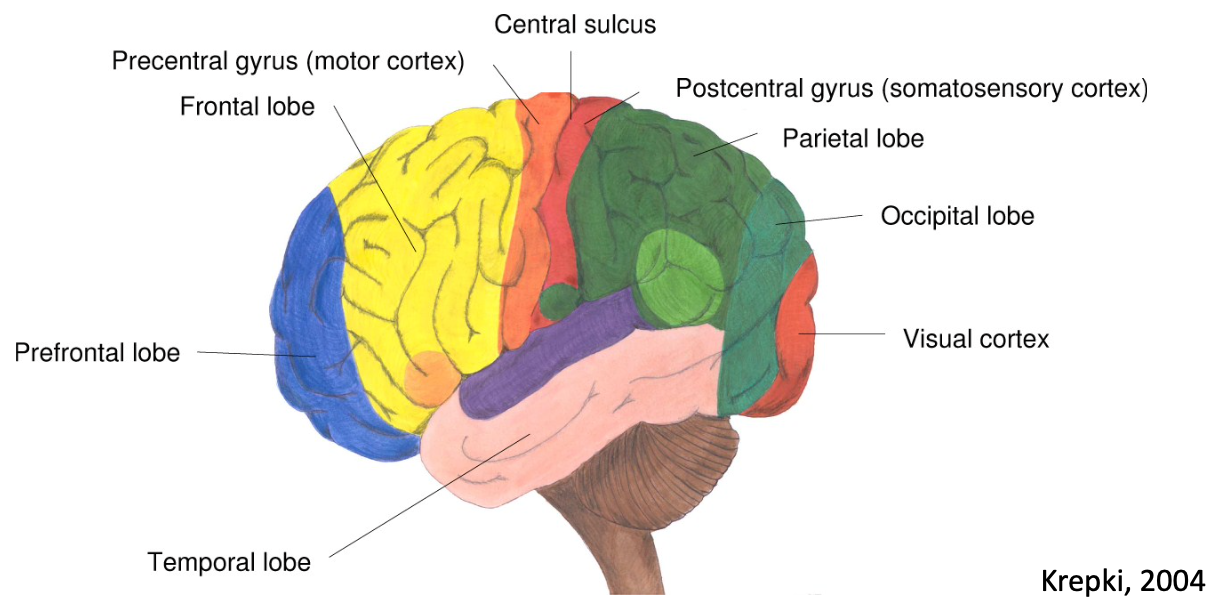 Central sulcus
Precentral gyrus (motor cortex)
Postcentral gyrus (somatosensory cortex)
Frontal lobe
Parietal lobe
Occipital lobe
Visual cortex
Prefrontal lobe
Temporal lobe
Krepki, 2004